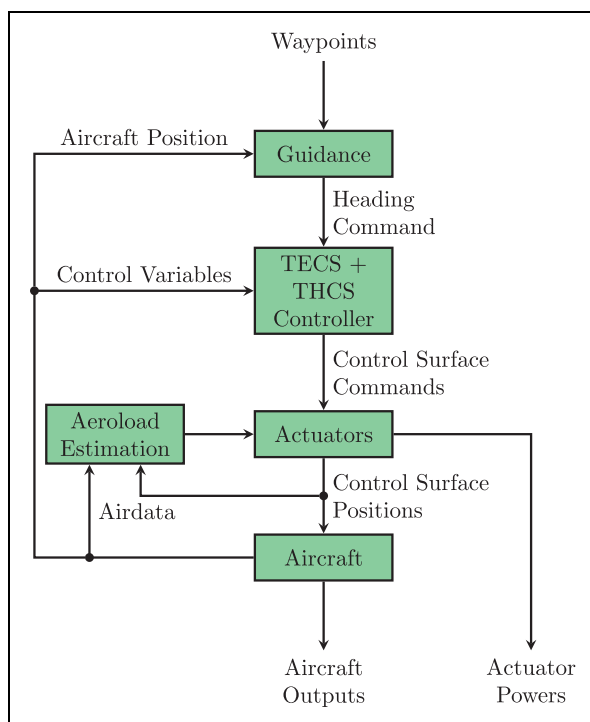 Waypoints
Aircraft Position
Guidance
Heading
Command
Control Variables
TECS +
THCS
Controller
Control Surface
Commands
Aeroload
Estimation
Actuators
Control Surface
Positions
Airdata
Aircraft
Aircraft
Outputs
Actuator
Powers